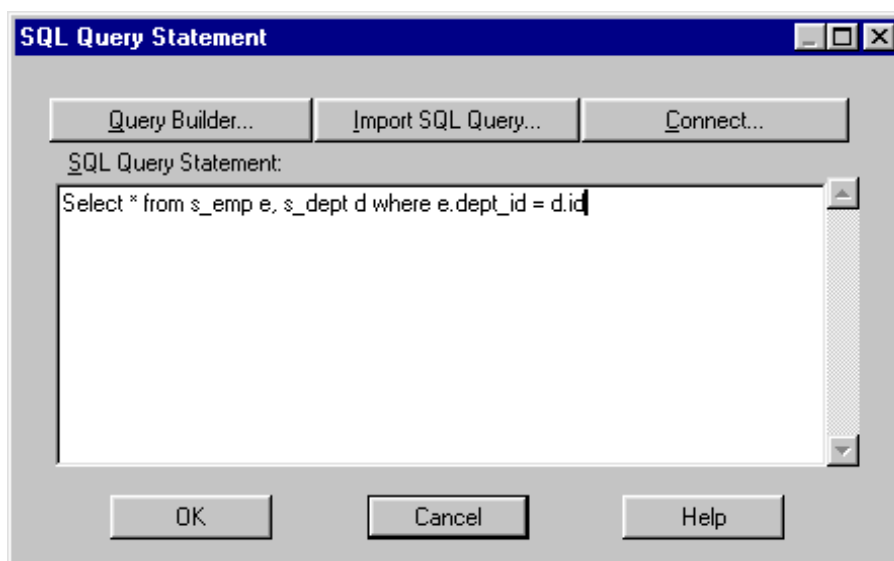 SQL Query Statement
Query Builder... Import SQL Query... Connect...
SQL Query Statement:
Select * from s_emp e, s_dept d where e.dept_id = d.id
OK Cancel Help